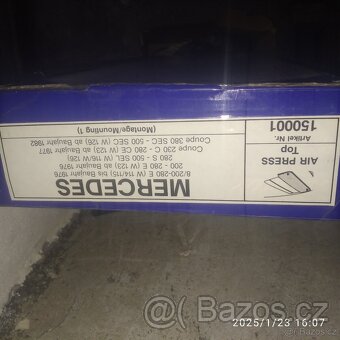 AIR PRESS
Top
Artikel Nr.
150001
MERCEDES
8/200-280 E (W 114/115) bis Baujahr 1976
200 - 280 E (W 123) ab Baujahr 1976
280 S - 500 SEL (W 116/W 126)
Coupe 230 C - 280 CE (W 123) ab Baujahr 1977
Coupe 380 SEC - 500 SEC (W 126) ab Baujahr 1982
(Montage/Mounting 1)
2025/1/23 16:07
Bazos.cz